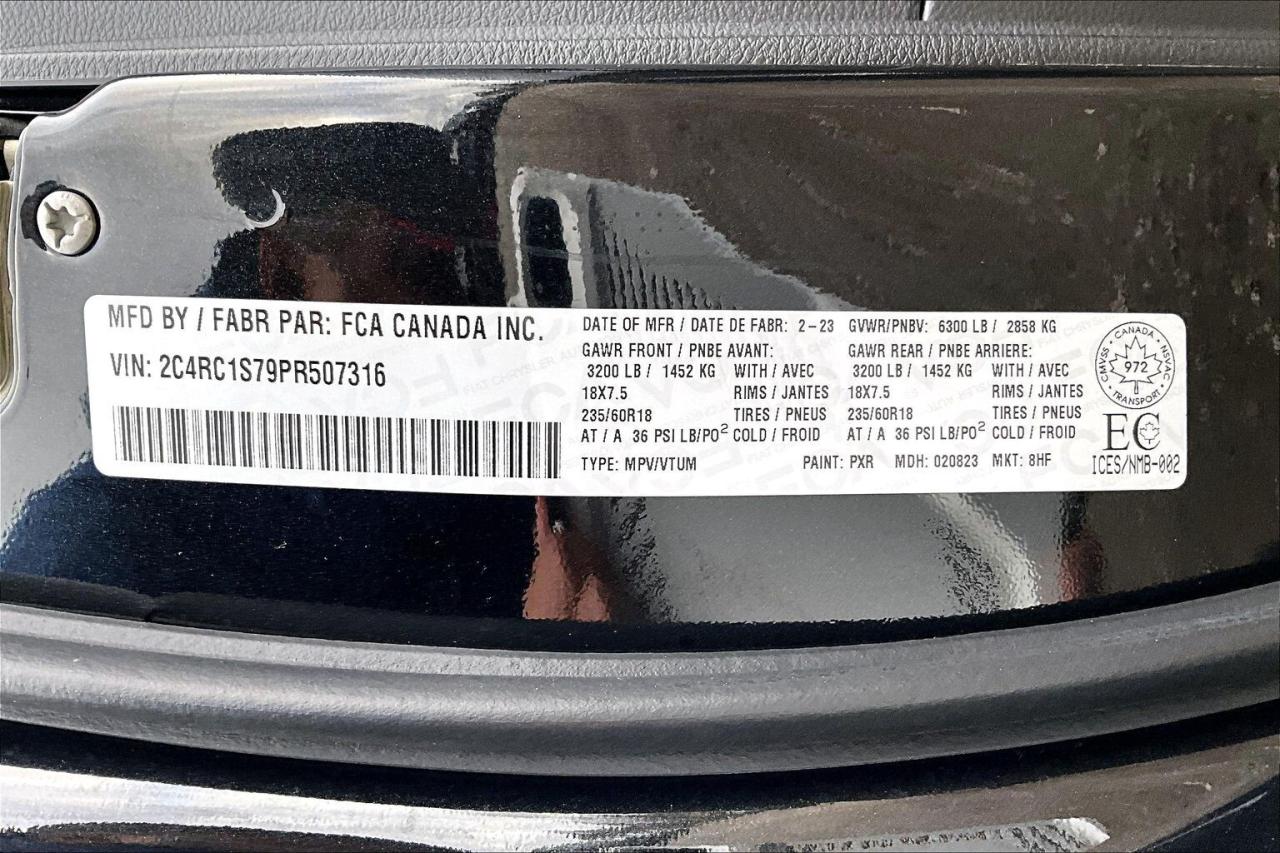 MFD BY / FABR PAR: FCA CANADA INC.
VIN: 2C4RC1S79PR507316
DATE OF MFR / DATE DE FABR: 2-23 GVWR/PNBV: 6300 LB / 2858 KG
GAWR FRONT / PNBE AVANT: GAWR REAR / PNBE ARRIERE:
3200 LB / 1452 KG WITH / AVEC 3200 LB / 1452 KG WITH / AVEC
18X7.5 RIMS / JANTES 18X7.5 RIMS / JANTES
235/60R18 TIRES / PNEUS 235/60R18 TIRES / PNEUS
AT / A 36 PSI LB/PO² COLD / FROID AT / A 36 PSI LB/PO² COLD / FROID
TYPE: MPV/VTUM PAINT: PXR MDH: 020823 MKT: 8HF
CANADA
CMVSS 972 NSVAC
TRANSPORT
EC
ICES/NMB-002